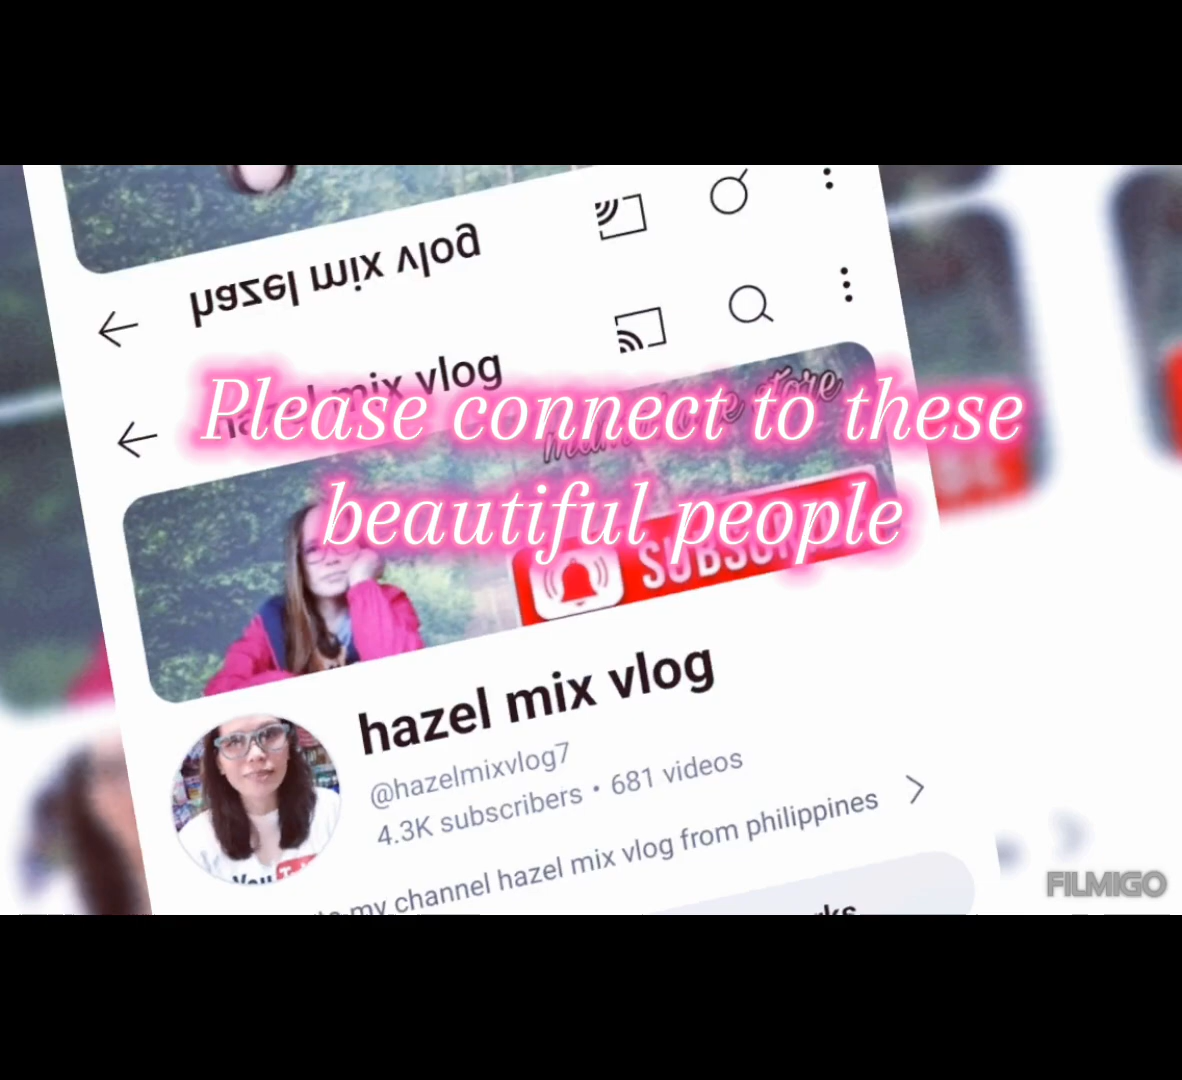 hazel mix vlog
hazel mix vlog
Please connect to these
beautiful people
SUBSCRIBE
hazel mix vlog
@hazelmixvlog7
4.3K subscribers • 681 videos
my channel hazel mix vlog from philippines
FILMIGO